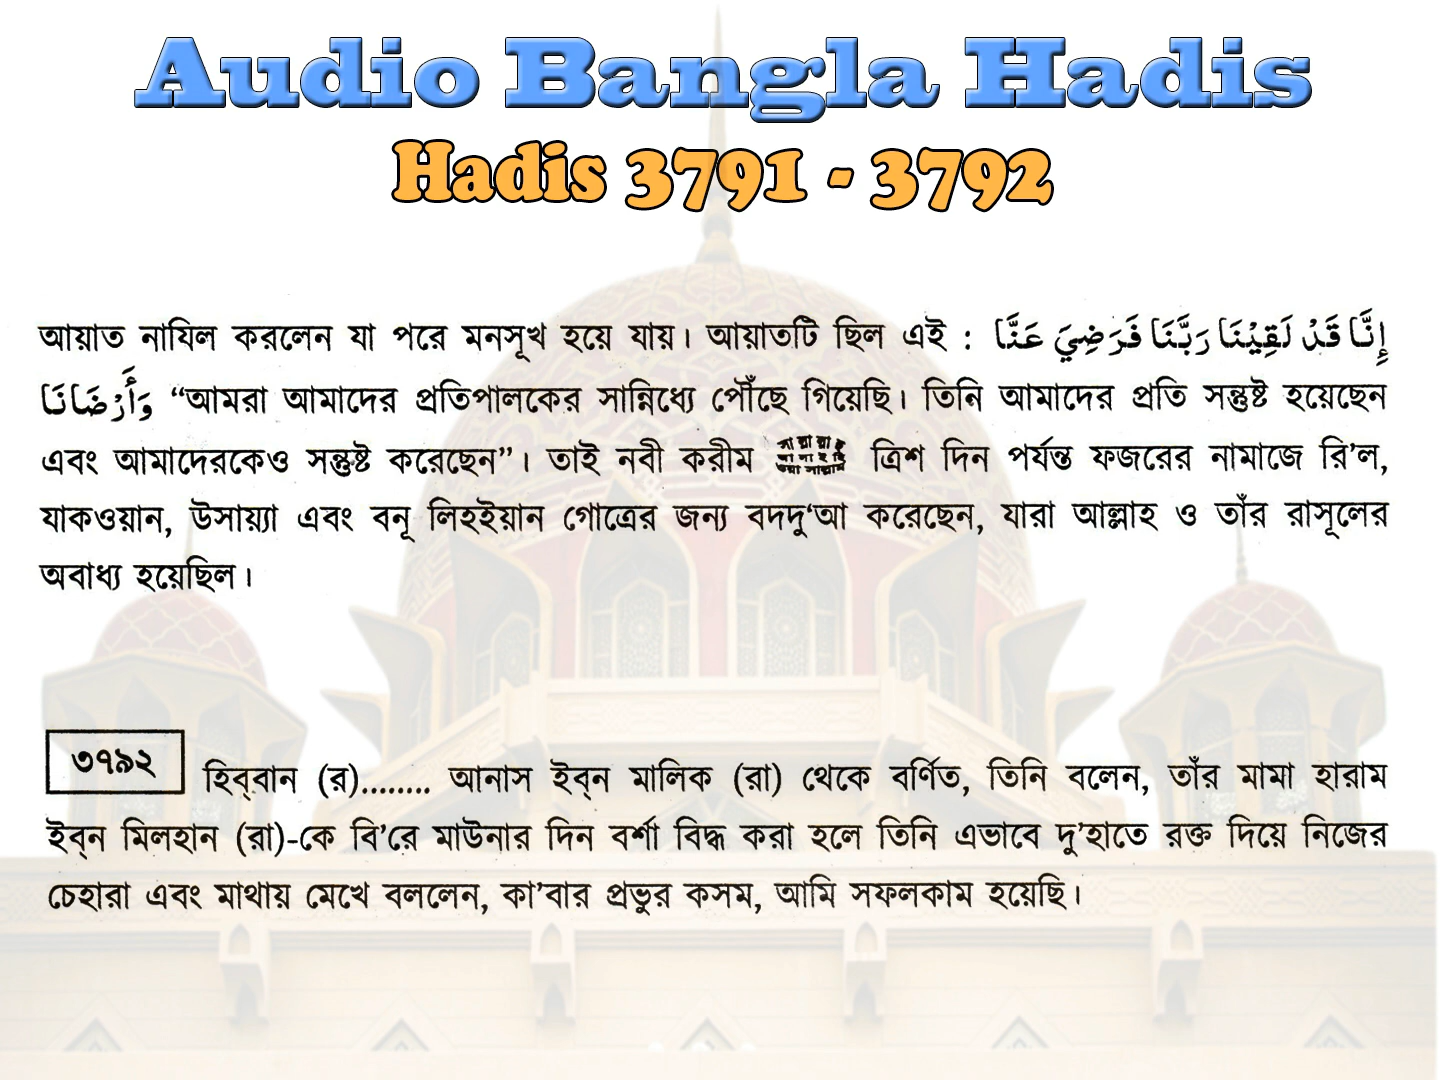 Audio Bangla Hadis
Hadis 3791 - 3792
আয়াত নাযিল করলেন যা পরে মনসূখ হয়ে যায়। আয়াতটি ছিল এই : إِنَّا قَدْ لَقِيْنَا رَبَّنَا فَرَضِيَ عَنَّا
وَأَرْضَانَا “আমরা আমাদের প্রতিপালকের সান্নিধ্যে পৌঁছে গিয়েছি। তিনি আমাদের প্রতি সন্তুষ্ট হয়েছেন
এবং আমাদেরকেও সন্তুষ্ট করেছেন”। তাই নবী করীম ত্রিশ দিন পর্যন্ত ফজরের নামাজে রি’ল,
যাকওয়ান, উসায়্যা এবং বনূ লিহইয়ান গোত্রের জন্য বদদু‘আ করেছেন, যারা আল্লাহ ও তাঁর রাসূলের
অবাধ্য হয়েছিল।
৩৭৯২ হিব্বান (র)........ আনাস ইব্ন মালিক (রা) থেকে বর্ণিত, তিনি বলেন, তাঁর মামা হারাম
ইব্ন মিলহান (রা)-কে বি’রে মাউনার দিন বর্শা বিদ্ধ করা হলে তিনি এভাবে দু’হাতে রক্ত দিয়ে নিজের
চেহারা এবং মাথায় মেখে বললেন, কা’বার প্রভুর কসম, আমি সফলকাম হয়েছি।